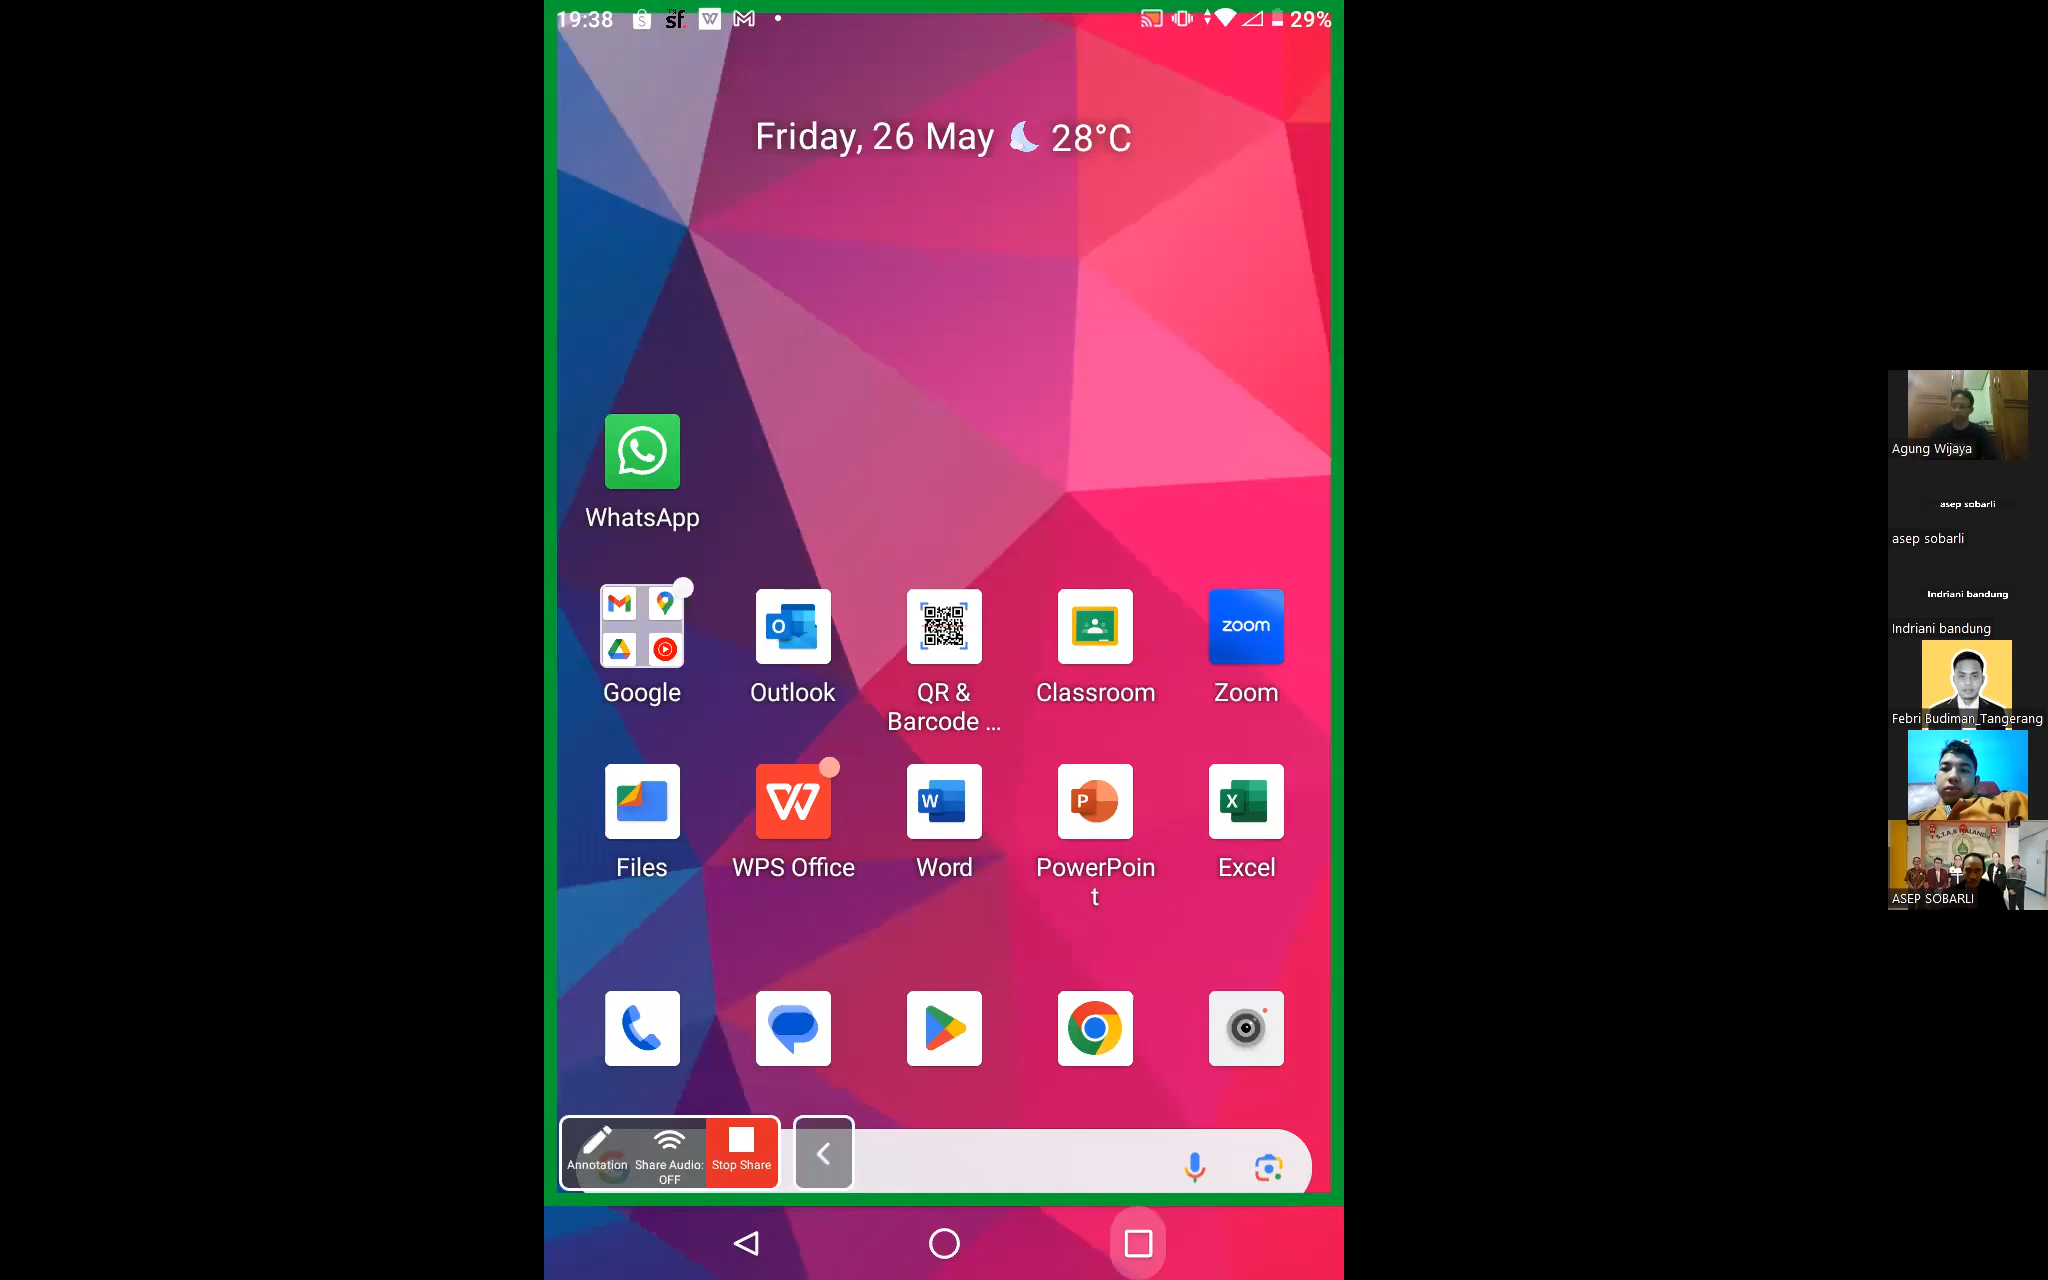 19:38
sf
29%
Friday, 26 May 28°C
WhatsApp
Google
Outlook
QR &
Barcode ...
Classroom
zoom
Zoom
Files
WPS Office
Word
PowerPoin
t
Excel
Annotation
Share Audio:
OFF
Stop Share
Agung Wijaya
asep sobarli
asep sobarli
Indriani bandung
Indriani bandung
Febri Budiman_Tangerang
S.T.A.B NALANDA
ASEP SOBARLI